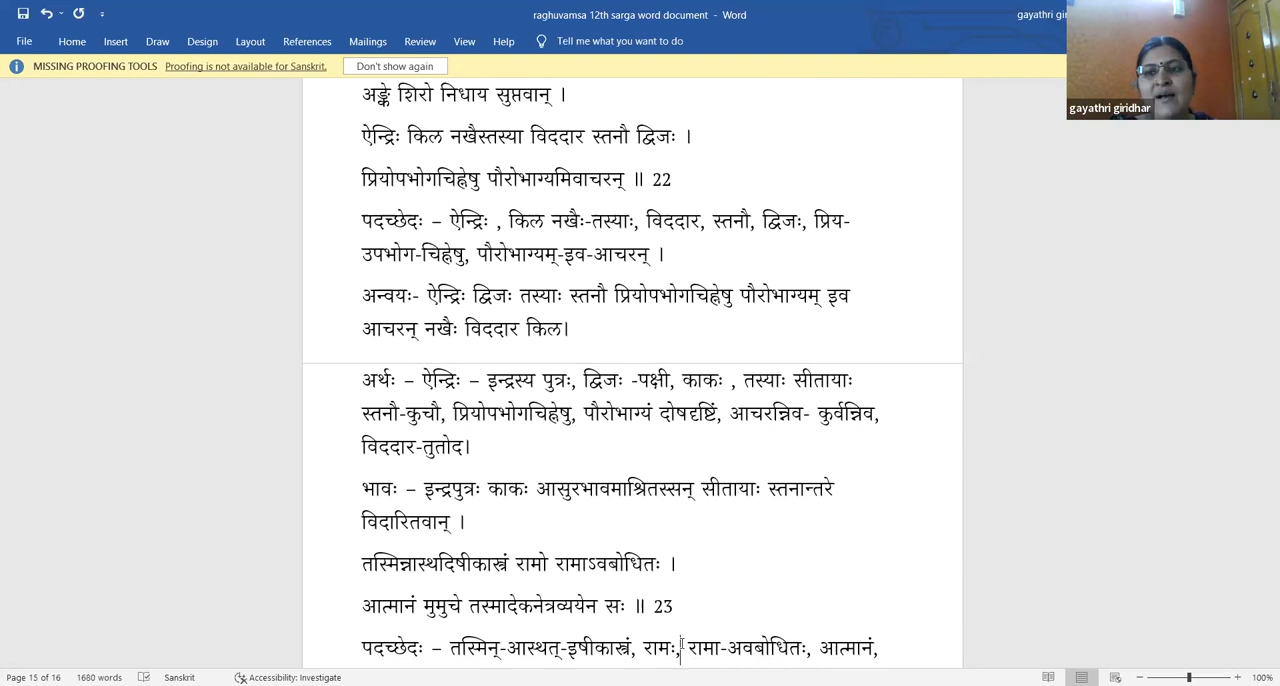 raghuvamsa 12th sarga word document - Word
gayathri gir
File Home Insert Draw Design Layout References Mailings Review View Help Tell me what you want to do
MISSING PROOFING TOOLS Proofing is not available for Sanskrit. Don't show again
gayathri giridhar
अङ्के शिरो निधाय सुप्तवान् ।
ऐन्द्रिः किल नखैस्तस्या विददार स्तनौ द्विजः ।
प्रियोपभोगचिह्नेषु पौरोभाग्यमिवाचरन् ॥ 22
पदच्छेदः – ऐन्द्रिः , किल नखैः-तस्याः, विददार, स्तनौ, द्विजः, प्रिय-
उपभोग-चिह्नेषु, पौरोभाग्यम्-इव-आचरन् ।
अन्वयः- ऐन्द्रिः द्विजः तस्याः स्तनौ प्रियोपभोगचिह्नेषु पौरोभाग्यम् इव
आचरन् नखैः विददार किल।
अर्थः – ऐन्द्रिः – इन्द्रस्य पुत्रः, द्विजः -पक्षी, काकः , तस्याः सीतायाः
स्तनौ-कुचौ, प्रियोपभोगचिह्नेषु, पौरोभाग्यं दोषदृष्टिं, आचरन्निव- कुर्वन्निव,
विददार-तुतोद।
भावः – इन्द्रपुत्रः काकः आसुरभावमाश्रितस्सन् सीतायाः स्तनान्तरे
विदारितवान् ।
तस्मिन्नास्थदिषीकास्त्रं रामो रामाऽवबोधितः ।
आत्मानं मुमुचे तस्मादेकनेत्रव्ययेन सः ॥ 23
पदच्छेदः – तस्मिन्-आस्थत्-इषीकास्त्रं, रामः, रामा-अवबोधितः, आत्मानं,
Page 15 of 16 1680 words Sanskrit Accessibility: Investigate 100%